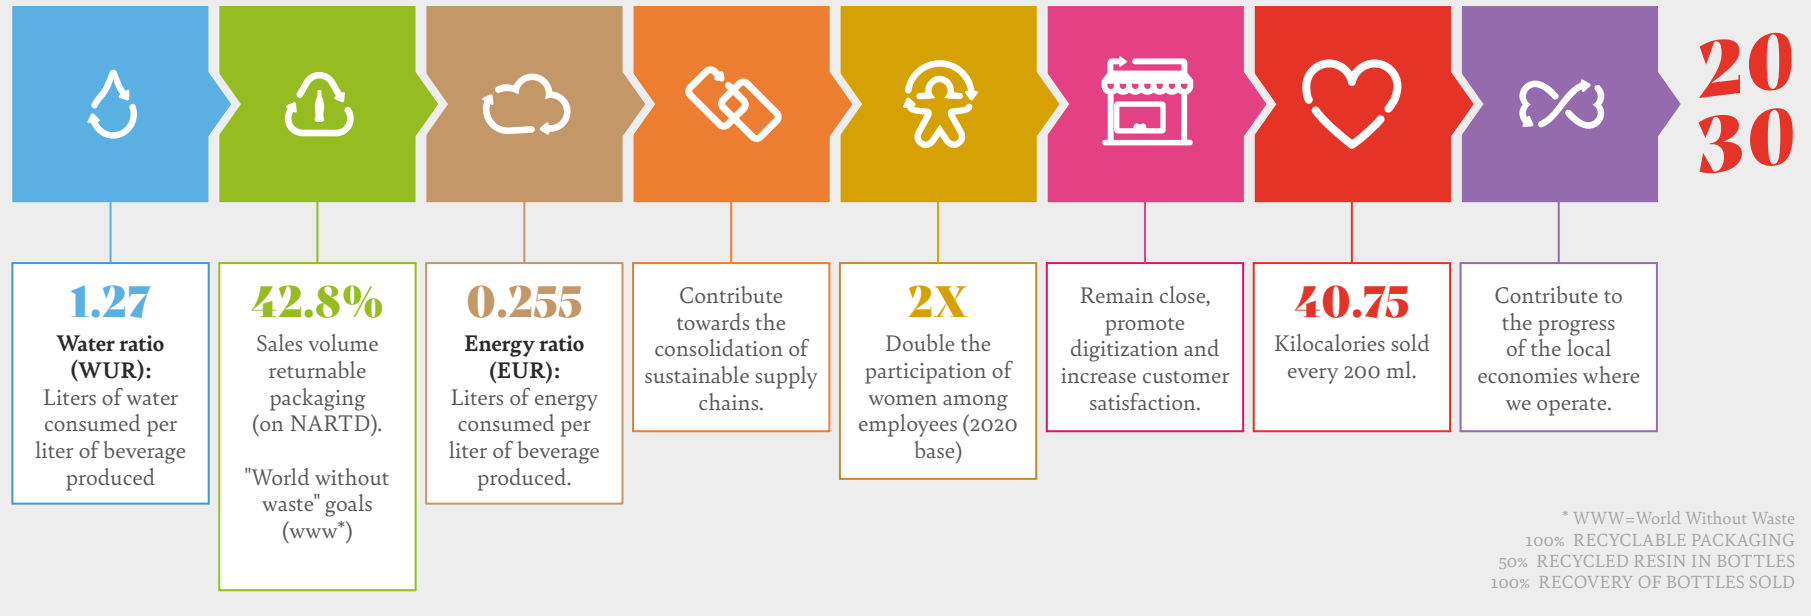 20
30
1.27
Water ratio
(WUR):
Liters of water
consumed per
liter of beverage
produced
42.8%
Sales volume
returnable
packaging
(on NARTD).
"World without
waste" goals
(www*)
0.255
Energy ratio
(EUR):
Liters of energy
consumed per
liter of beverage
produced.
Contribute
towards the
consolidation of
sustainable supply
chains.
2X
Double the
participation of
women among
employees (2020
base)
Remain close,
promote
digitization and
increase customer
satisfaction.
40.75
Kilocalories sold
every 200 ml.
Contribute to
the progress
of the local
economies where
we operate.
* WWW=World Without Waste
100% RECYCLABLE PACKAGING
50% RECYCLED RESIN IN BOTTLES
100% RECOVERY OF BOTTLES SOLD